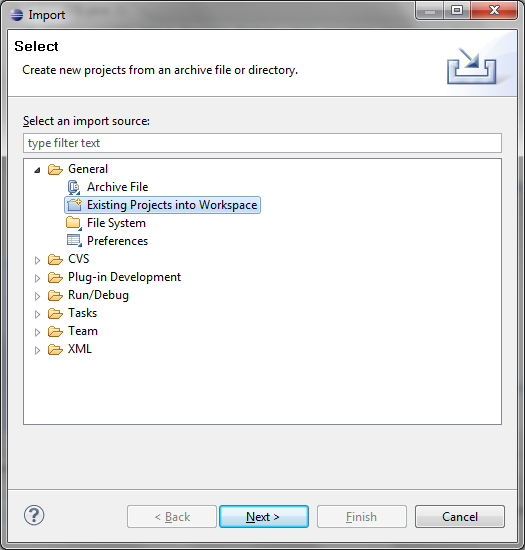 Import
Select
Create new projects from an archive file or directory.
Select an import source:
type filter text
General
Archive File
Existing Projects into Workspace
File System
Preferences
CVS
Plug-in Development
Run/Debug
Tasks
Team
XML
?
< Back
Next >
Finish
Cancel